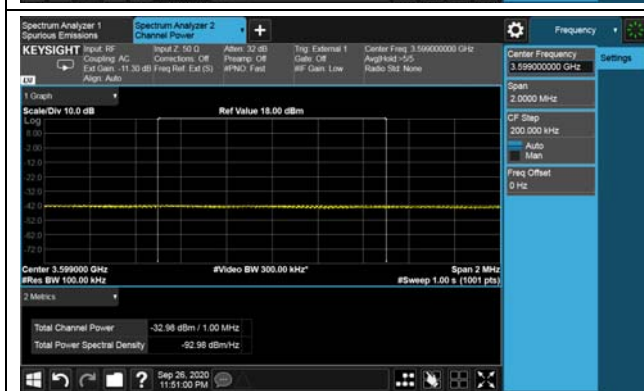 Spectrum Analyzer 1
Spurious Emissions
Spectrum Analyzer 2
Channel Power
+
Frequency
KEYSIGHT
Input: RF
Coupling: AC
Ext Gain: -11.30 dB
Align: Auto
Input Z: 50 Ω
Corrections: Off
Freq Ref: Ext (S)
Atten: 32 dB
Preamp: Off
#PNO: Fast
Trig: External 1
Gate: Off
#IF Gain: Low
Center Freq: 3.599000000 GHz
Avg|Hold:>5/5
Radio Std: None
LU
Center Frequency
3.599000000 GHz
Settings
Span
2.0000 MHz
CF Step
200.000 kHz
Auto
Man
Freq Offset
0 Hz
1 Graph
Scale/Div 10.0 dB
Ref Value 18.00 dBm
Log
8.00
-2.00
-12.0
-22.0
-32.0
-42.0
-52.0
-62.0
-72.0
Center 3.599000 GHz
#Res BW 100.00 kHz
#Video BW 300.00 kHz*
Span 2 MHz
#Sweep 1.00 s (1001 pts)
2 Metrics
Total Channel Power -32.98 dBm / 1.00 MHz
Total Power Spectral Density -92.98 dBm/Hz
?
Sep 26, 2020
11:51:00 PM